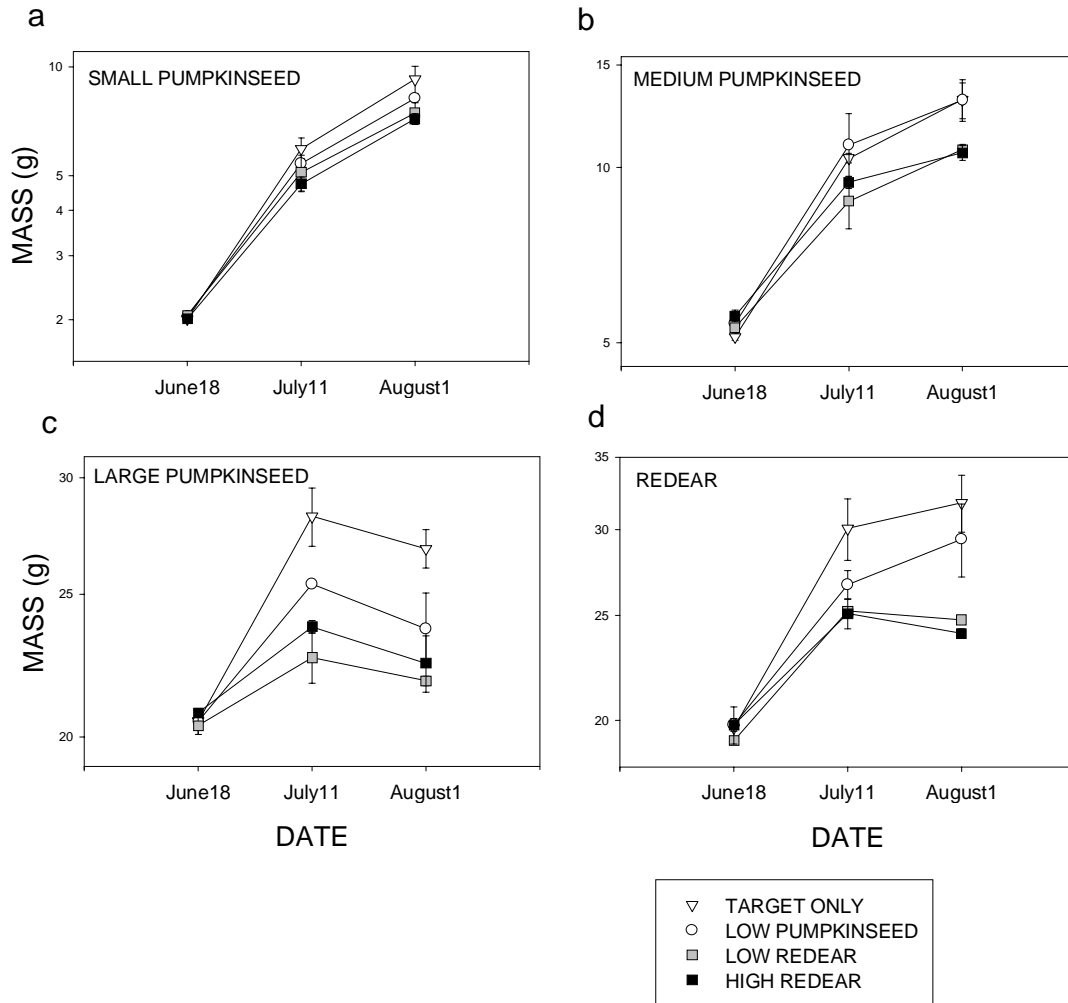 a
SMALL PUMPKINSEED
MASS (g)
10
5
4
3
2
June18 July11 August1
b
MEDIUM PUMPKINSEED
15
10
5
June18 July11 August1
c
LARGE PUMPKINSEED
MASS (g)
30
25
20
June18 July11 August1
DATE
d
REDEAR
35
30
25
20
June18 July11 August1
DATE
TARGET ONLY
LOW PUMPKINSEED
LOW REDEAR
HIGH REDEAR